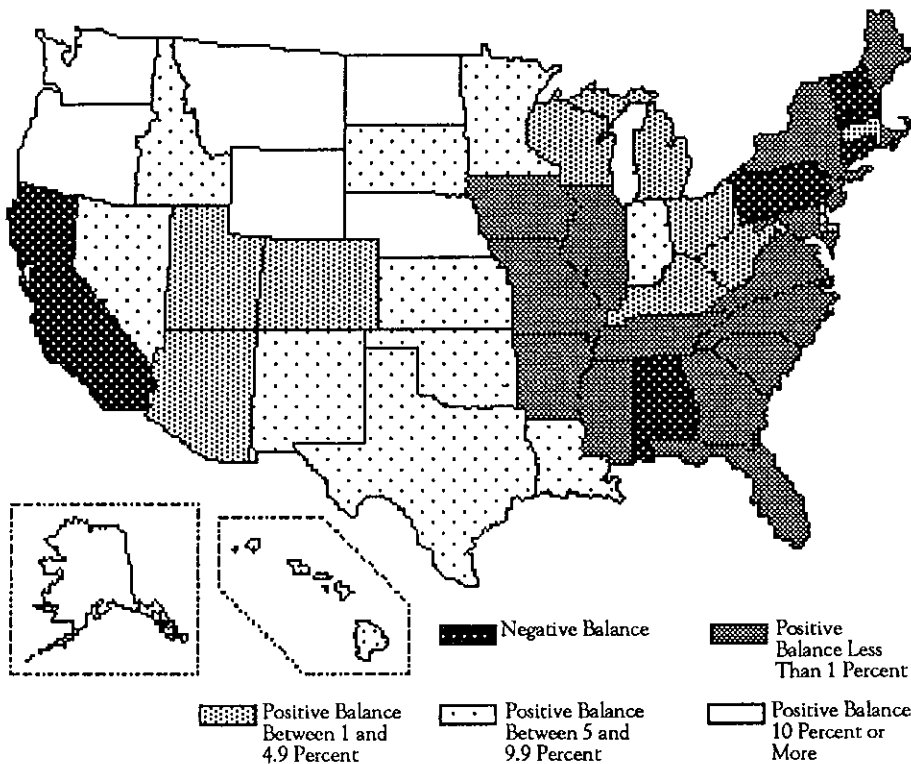 Negative Balance
Positive
Balance Less
Than 1 Percent
Positive Balance
Between 1 and
4.9 Percent
Positive Balance
Between 5 and
9.9 Percent
Positive Balance
10 Percent or
More